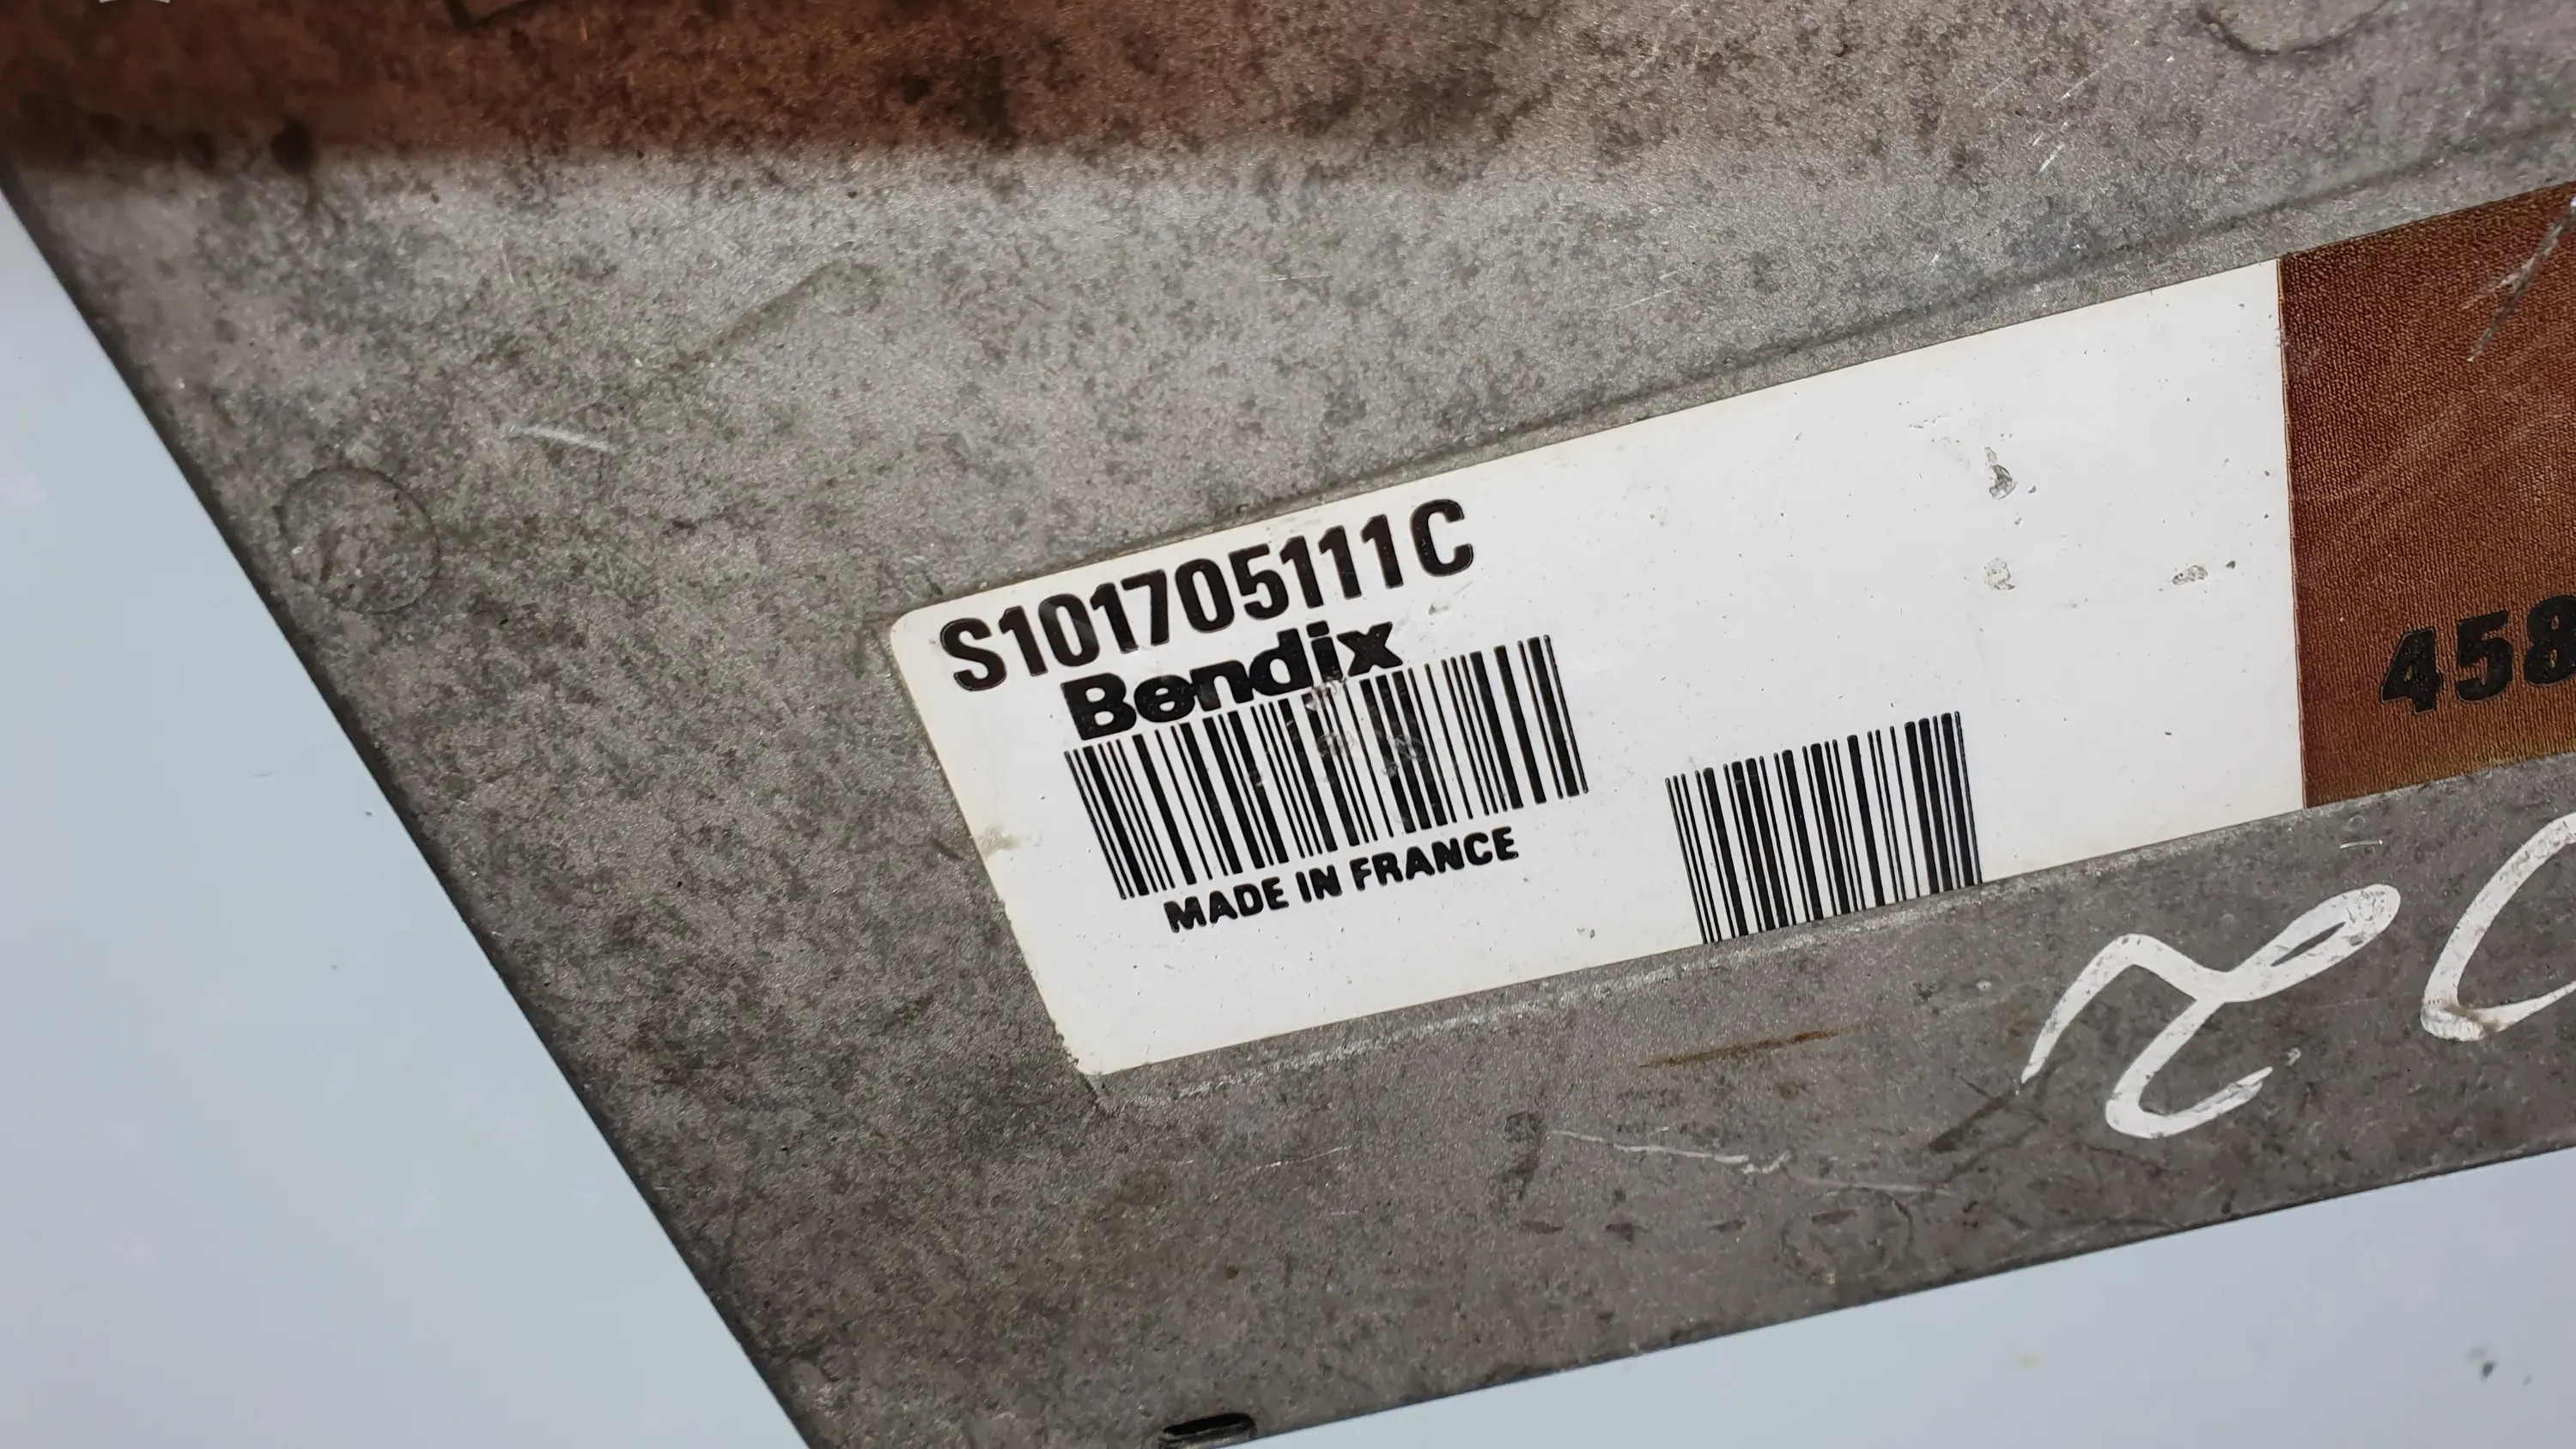 S101705111C
Bendix
MADE IN FRANCE
458